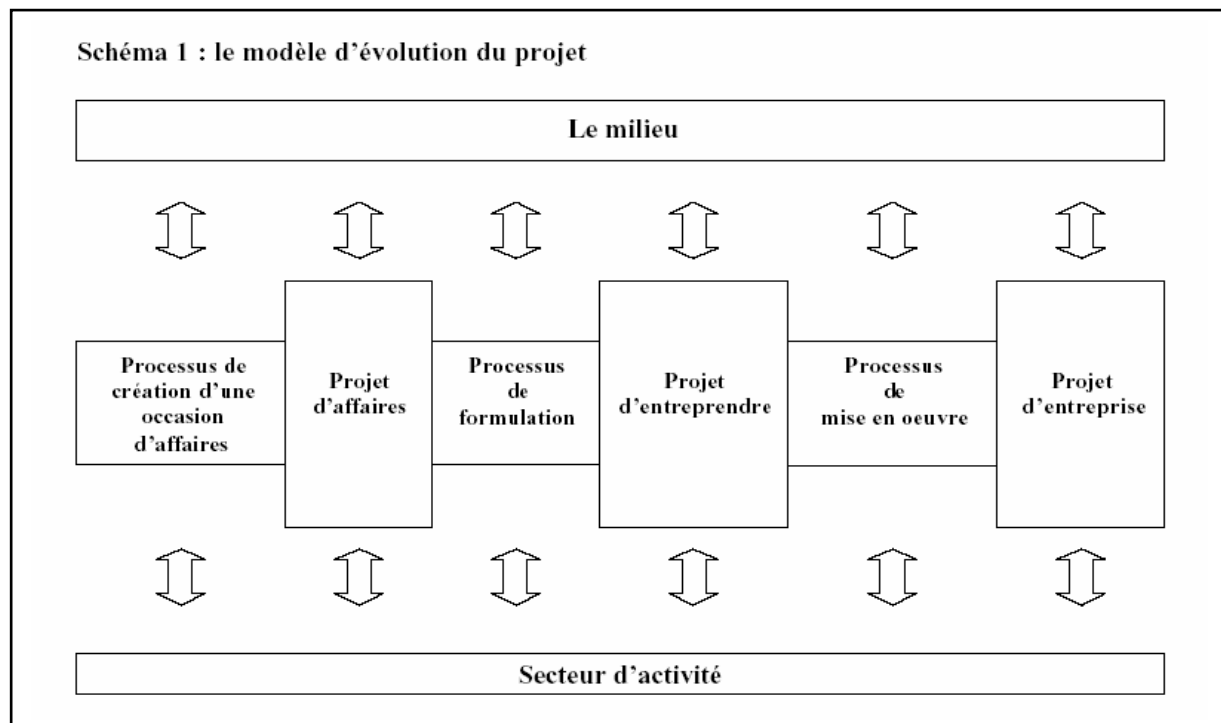 Schéma 1 : le modèle d'évolution du projet
Le milieu
Processus de
création d'une
occasion
d'affaires
Projet
d'affaires
Processus
de
formulation
Projet
d'entreprendre
Processus
de
mise en oeuvre
Projet
d'entreprise
Secteur d'activité